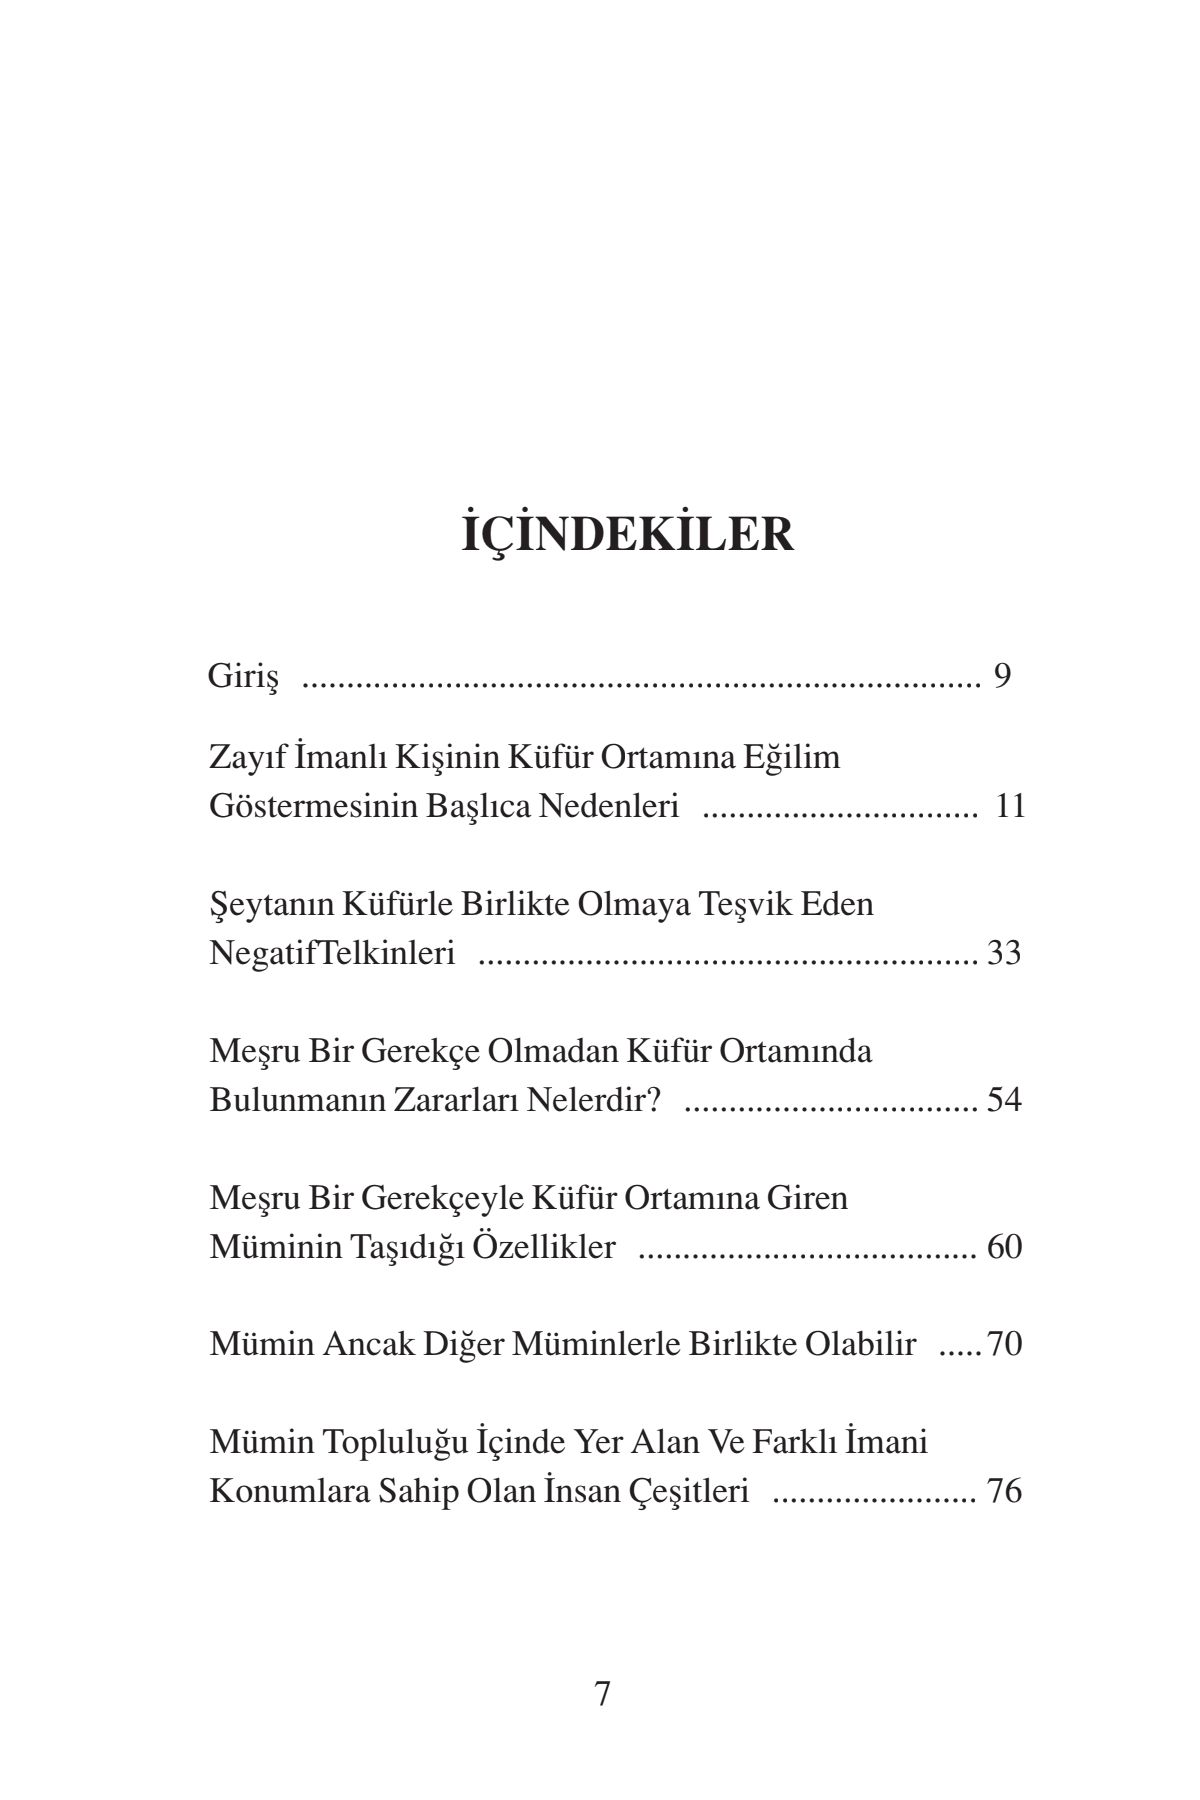 İÇİNDEKİLER
Giriş ........................................................................... 9
Zayıf İmanlı Kişinin Küfür Ortamına Eğilim
Göstermesinin Başlıca Nedenleri ............................... 11
Şeytanın Küfürle Birlikte Olmaya Teşvik Eden
NegatifTelkinleri ........................................................ 33
Meşru Bir Gerekçe Olmadan Küfür Ortamında
Bulunmanın Zararları Nelerdir? ................................. 54
Meşru Bir Gerekçeyle Küfür Ortamına Giren
Müminin Taşıdığı Özellikler ...................................... 60
Mümin Ancak Diğer Müminlerle Birlikte Olabilir ..... 70
Mümin Topluluğu İçinde Yer Alan Ve Farklı İmani
Konumlara Sahip Olan İnsan Çeşitleri ....................... 76
7